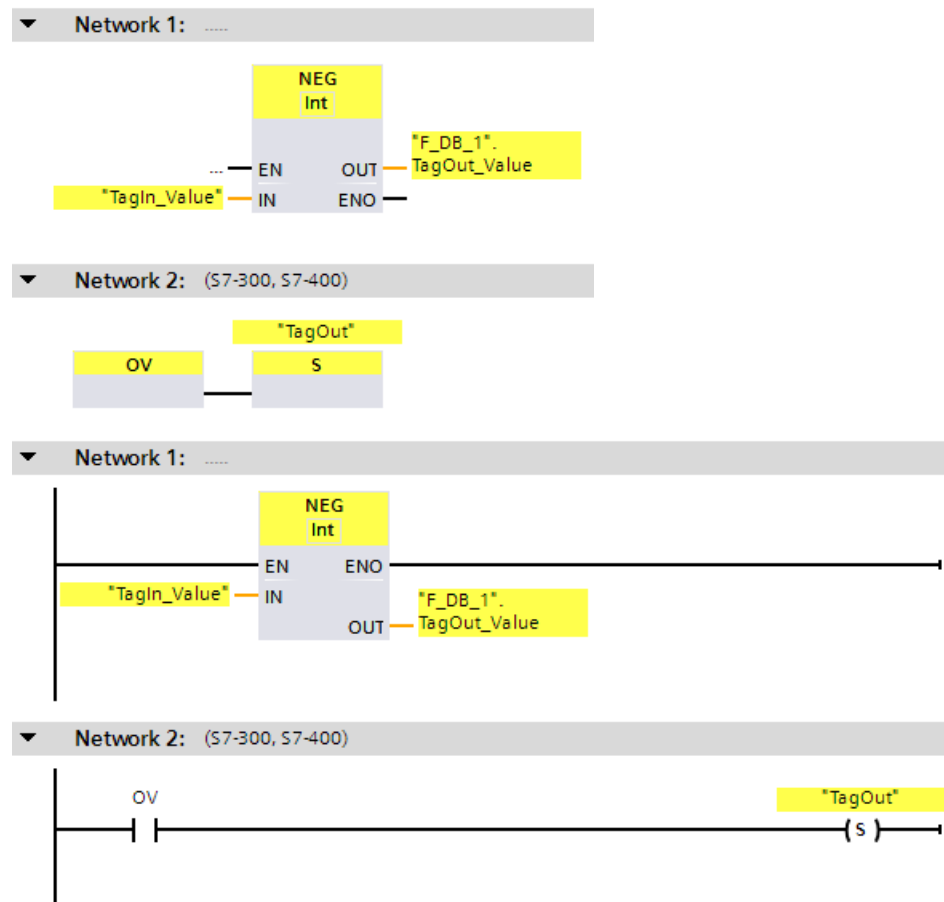 Network 1: .....
NEG
Int
"F_DB_1".
... EN OUT TagOut_Value
"TagIn_Value" IN ENO
Network 2: (S7-300, S7-400)
"TagOut"
OV S
Network 1: .....
NEG
Int
EN ENO
"TagIn_Value" IN "F_DB_1".
OUT TagOut_Value
Network 2: (S7-300, S7-400)
OV "TagOut"
S